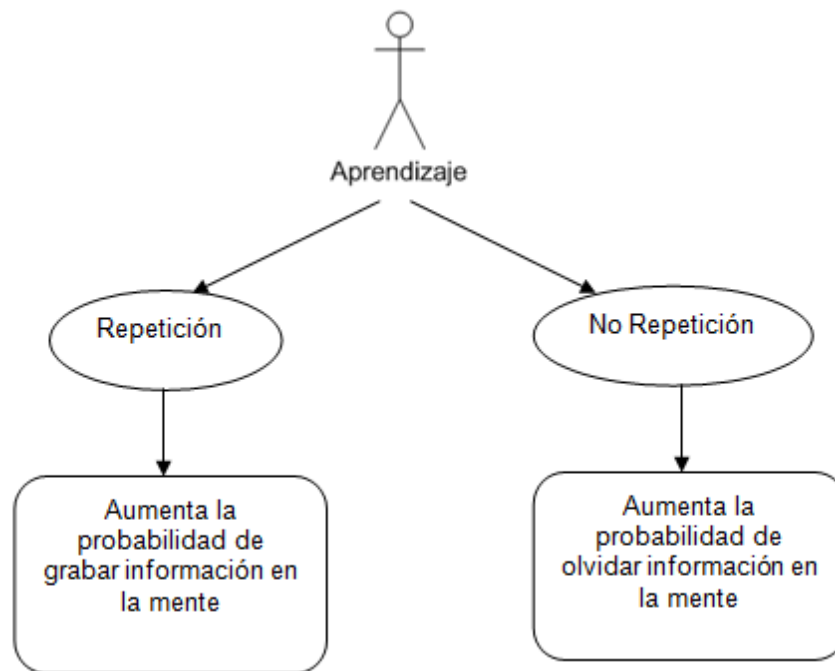 Aprendizaje
Repetición
No Repetición
Aumenta la
probabilidad de
grabar información en
la mente
Aumenta la
probabilidad de
olvidar información en
la mente